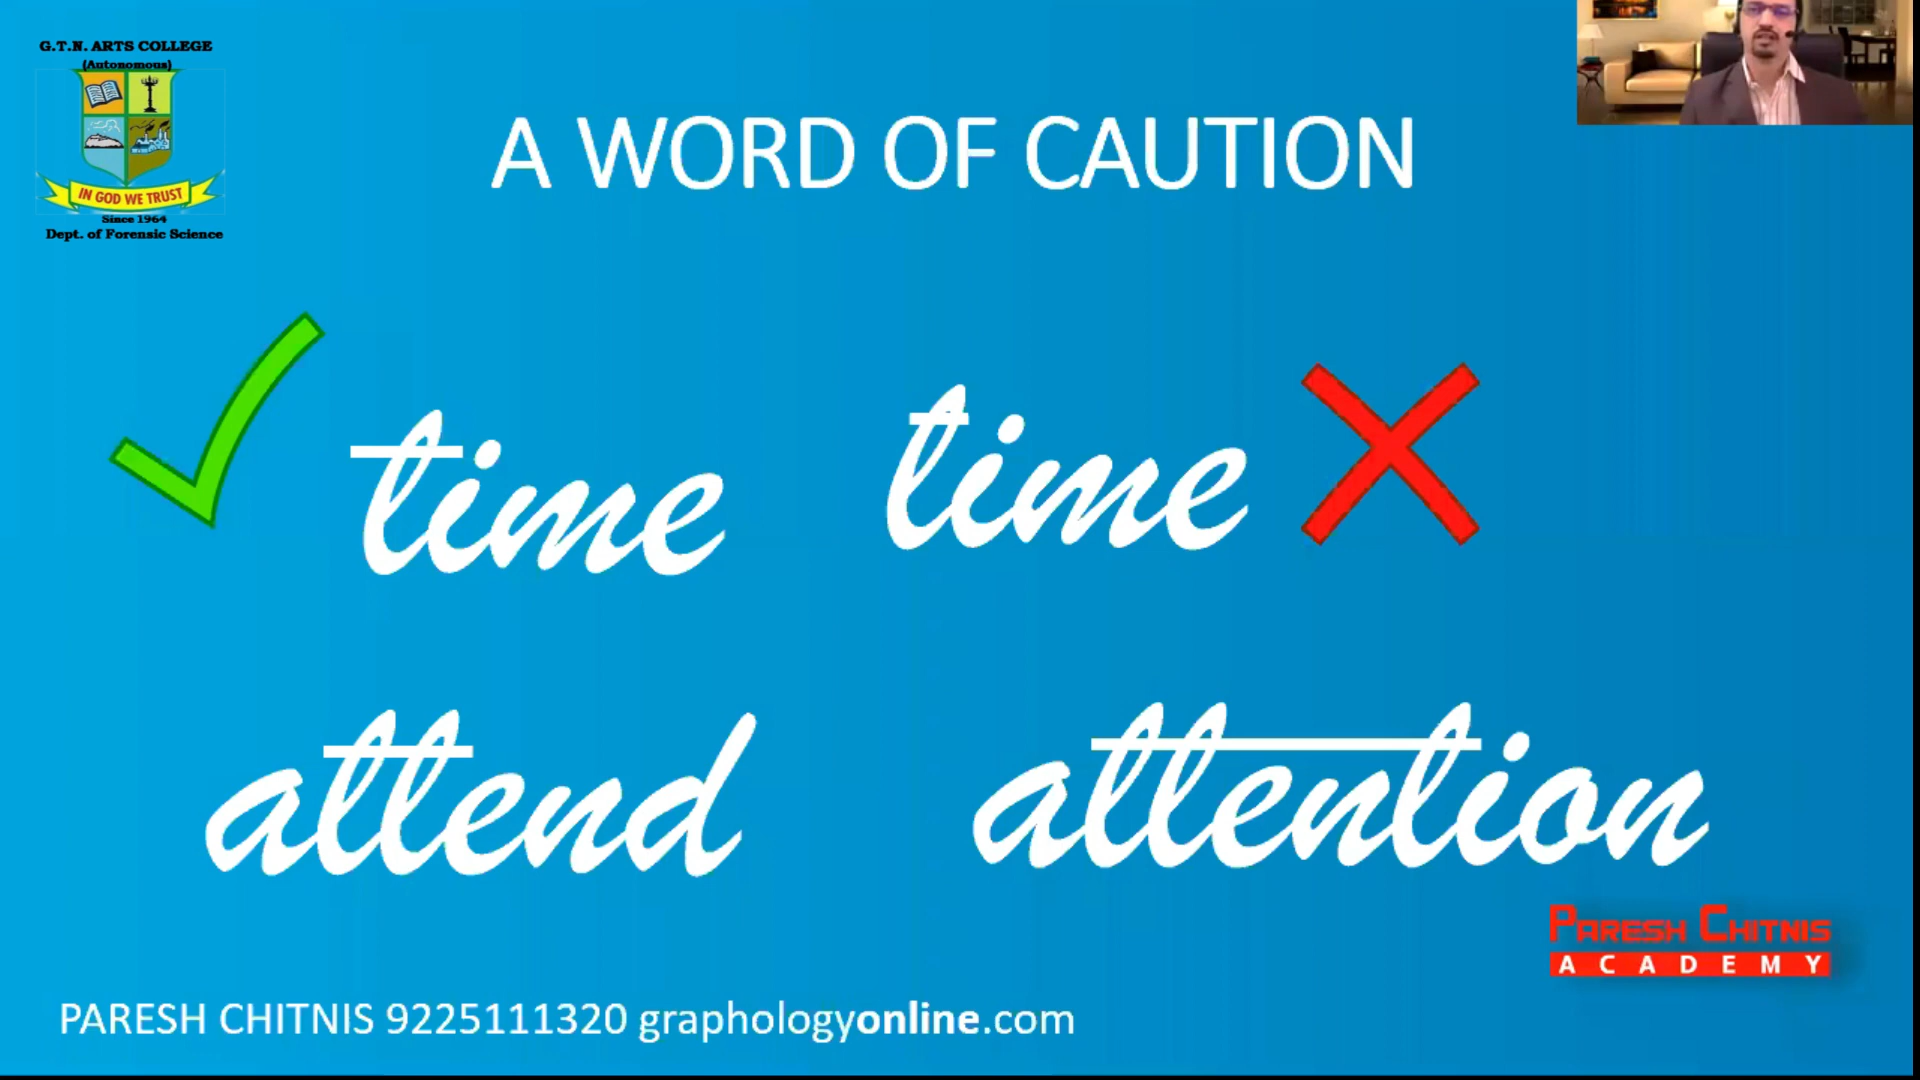 G.T.N. ARTS COLLEGE
(Autonomous)
IN GOD WE TRUST
Since 1964
Dept. of Forensic Science
A WORD OF CAUTION
time time
attend attention
PARESH CHITNIS
ACADEMY
PARESH CHITNIS 9225111320 graphologyonline.com